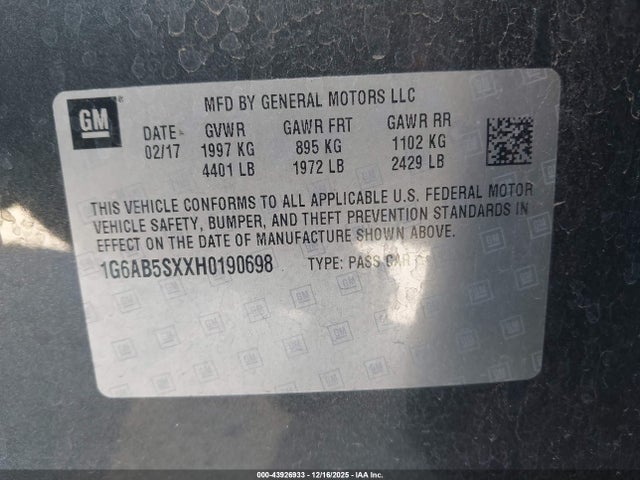 GM
MFD BY GENERAL MOTORS LLC
DATE GVWR GAWR FRT GAWR RR
02/17 1997 KG 895 KG 1102 KG
4401 LB 1972 LB 2429 LB
THIS VEHICLE CONFORMS TO ALL APPLICABLE U.S. FEDERAL MOTOR
VEHICLE SAFETY, BUMPER, AND THEFT PREVENTION STANDARDS IN
EFFECT ON THE DATE OF MANUFACTURE SHOWN ABOVE.
1G6AB5SXXH0190698 TYPE: PASS CAR
000-43926933 - 12/16/2025 - IAA Inc.